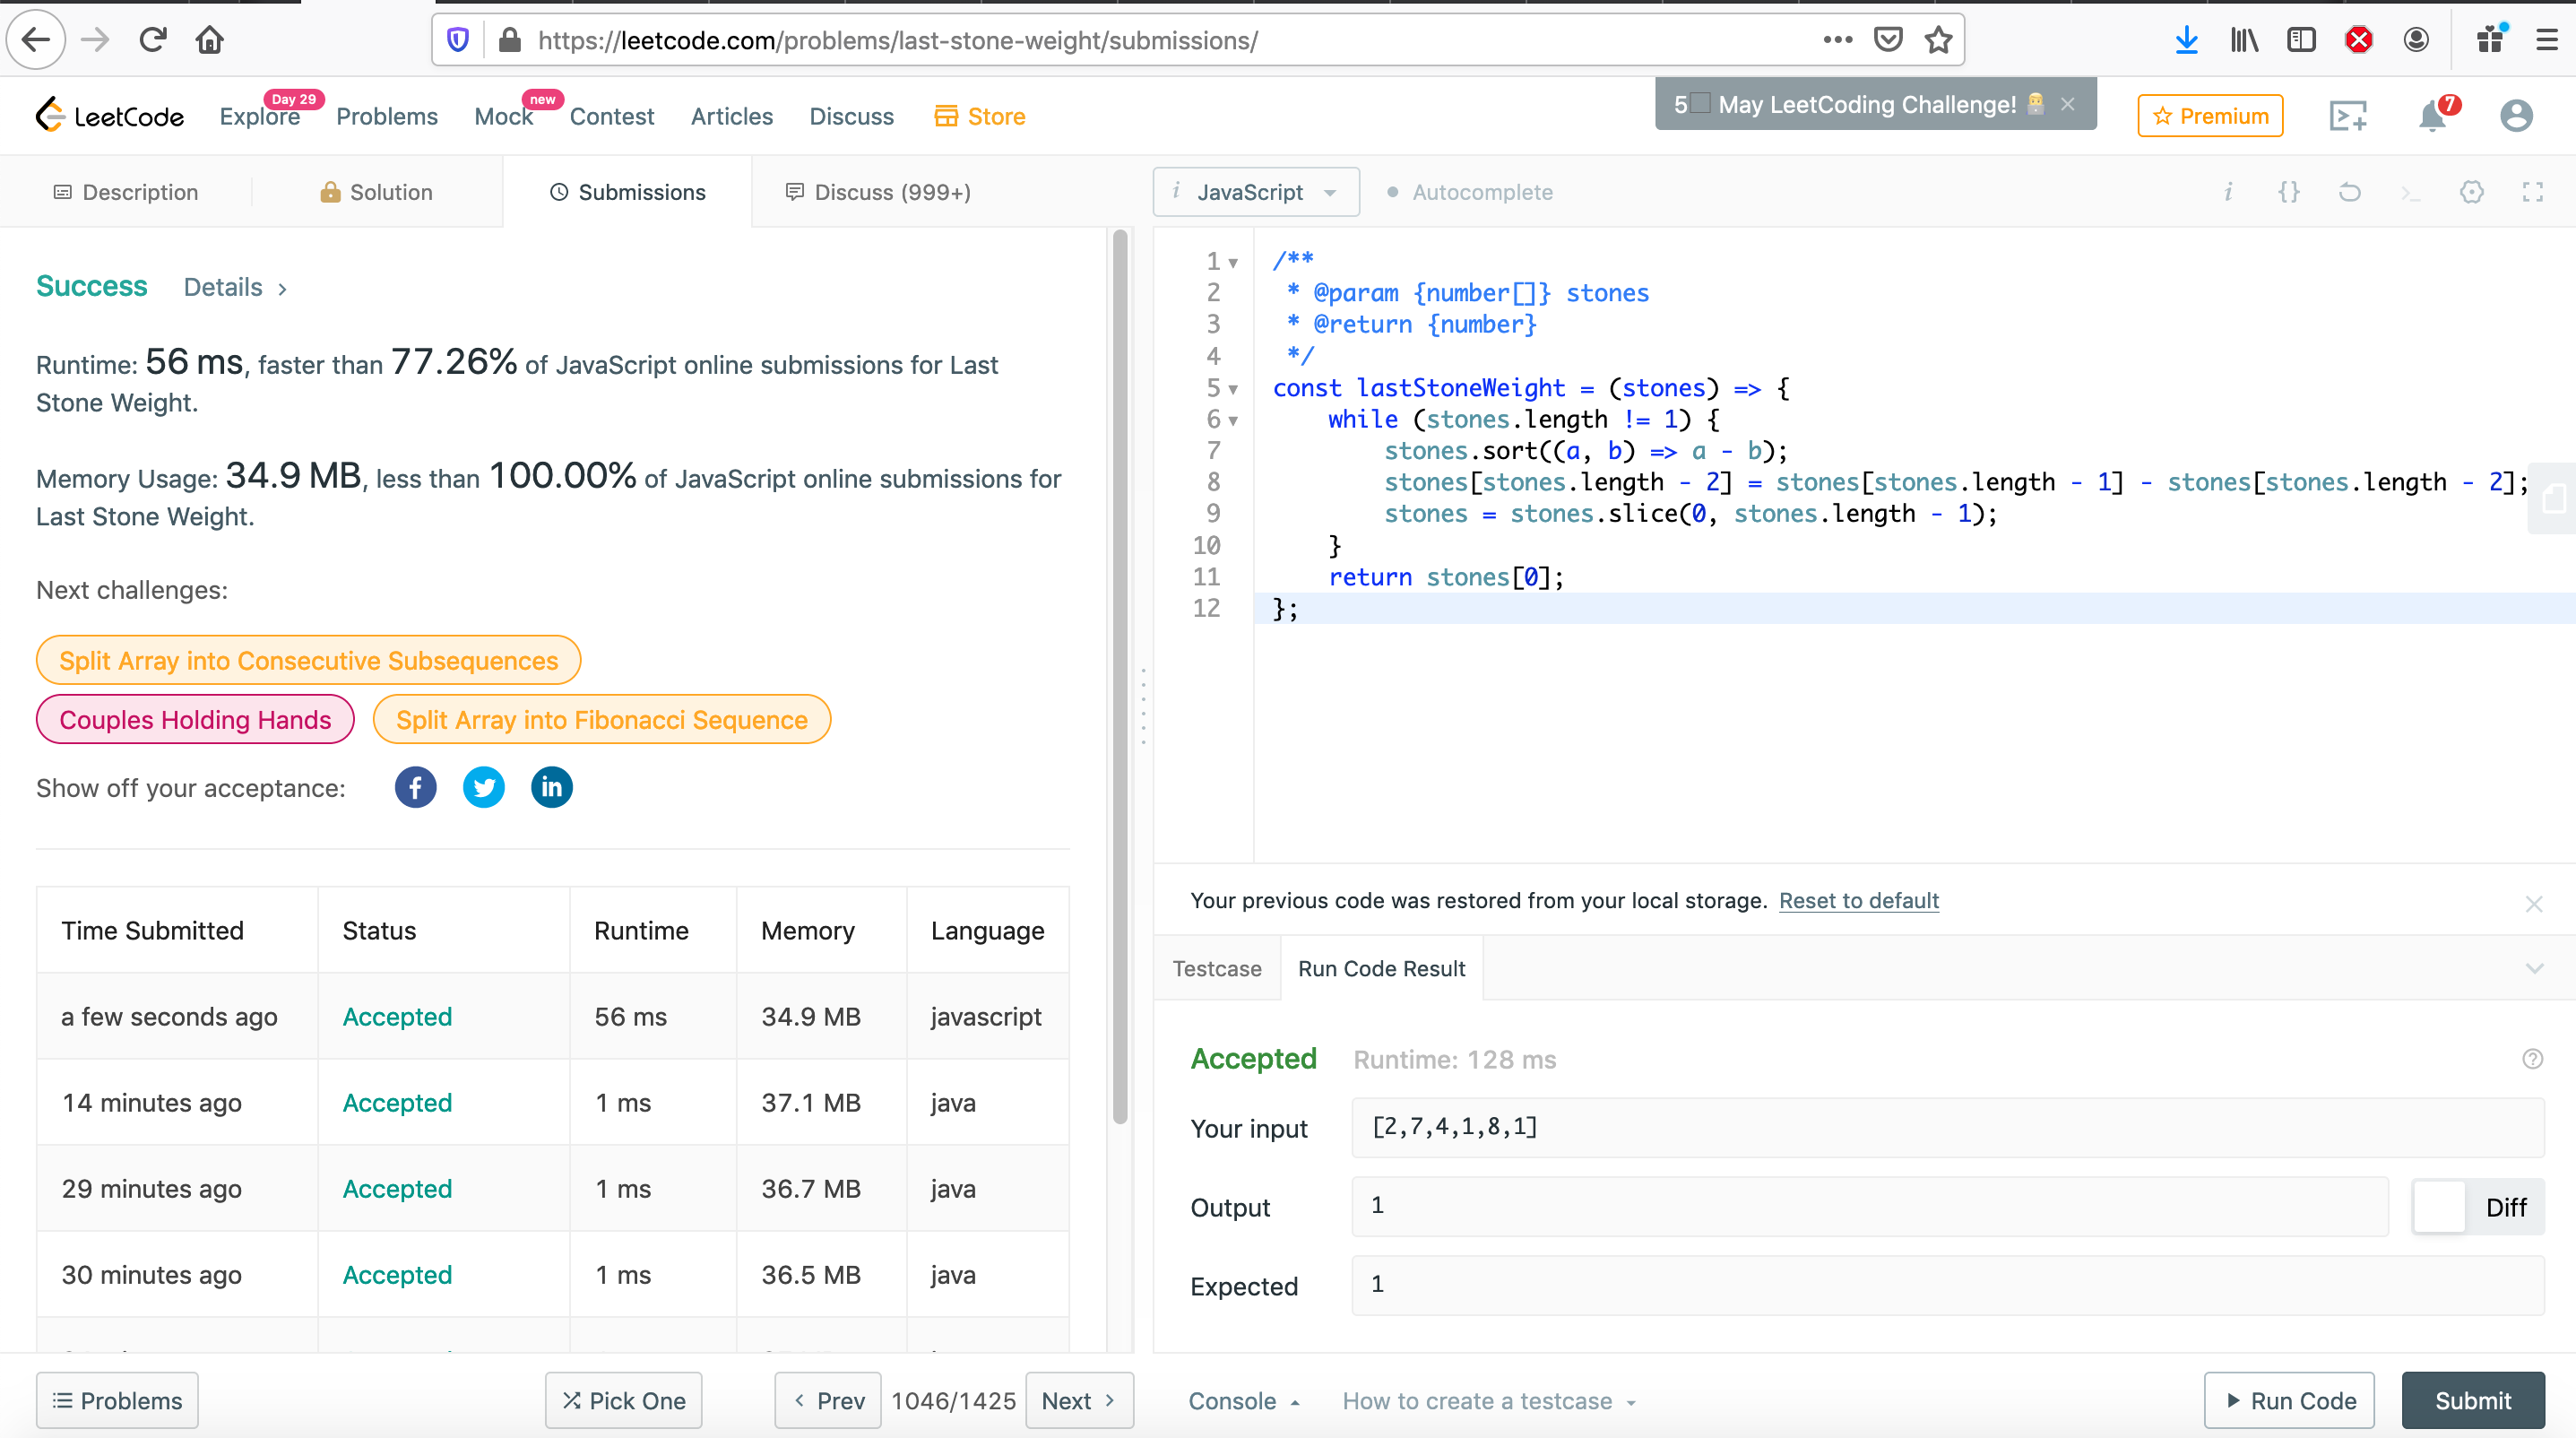 https://leetcode.com/problems/last-stone-weight/submissions/
LeetCode
Explore
Day 29
Problems
Mock
new
Contest
Articles
Discuss
Store
5 May LeetCoding Challenge!
Premium
7
Description
Solution
Submissions
Discuss (999+)
i JavaScript
Autocomplete
Success Details
Runtime: 56 ms, faster than 77.26% of JavaScript online submissions for Last
Stone Weight.
Memory Usage: 34.9 MB, less than 100.00% of JavaScript online submissions for
Last Stone Weight.
Next challenges:
Split Array into Consecutive Subsequences
Couples Holding Hands
Split Array into Fibonacci Sequence
Show off your acceptance:
Time Submitted Status Runtime Memory Language
a few seconds ago Accepted 56 ms 34.9 MB javascript
14 minutes ago Accepted 1 ms 37.1 MB java
29 minutes ago Accepted 1 ms 36.7 MB java
30 minutes ago Accepted 1 ms 36.5 MB java
Problems
Pick One
Prev
1046/1425
Next
1 /**
2  * @param {number[]} stones
3  * @return {number}
4  */
5 const lastStoneWeight = (stones) => {
6     while (stones.length != 1) {
7         stones.sort((a, b) => a - b);
8         stones[stones.length - 2] = stones[stones.length - 1] - stones[stones.length - 2];
9         stones = stones.slice(0, stones.length - 1);
10     }
11     return stones[0];
12 };
Your previous code was restored from your local storage. Reset to default
Testcase
Run Code Result
Accepted Runtime: 128 ms
Your input
[2,7,4,1,8,1]
Output
1
Diff
Expected
1
Console
How to create a testcase
Run Code
Submit